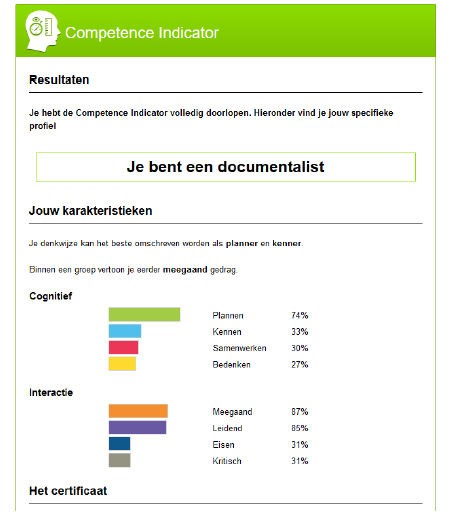 Competence Indicator
Resultaten
Je hebt de Competence Indicator volledig doorlopen. Hieronder vind je jouw specifieke
profiel
Je bent een documentalist
Jouw karakteristieken
Je denkwijze kan het beste omschreven worden als planner en kenner.
Binnen een groep vertoon je eerder meegaand gedrag.
Cognitief
Plannen 74%
Kennen 33%
Samenwerken 30%
Bedenken 27%
Interactie
Meegaand 87%
Leidend 85%
Eisen 31%
Kritisch 31%
Het certificaat